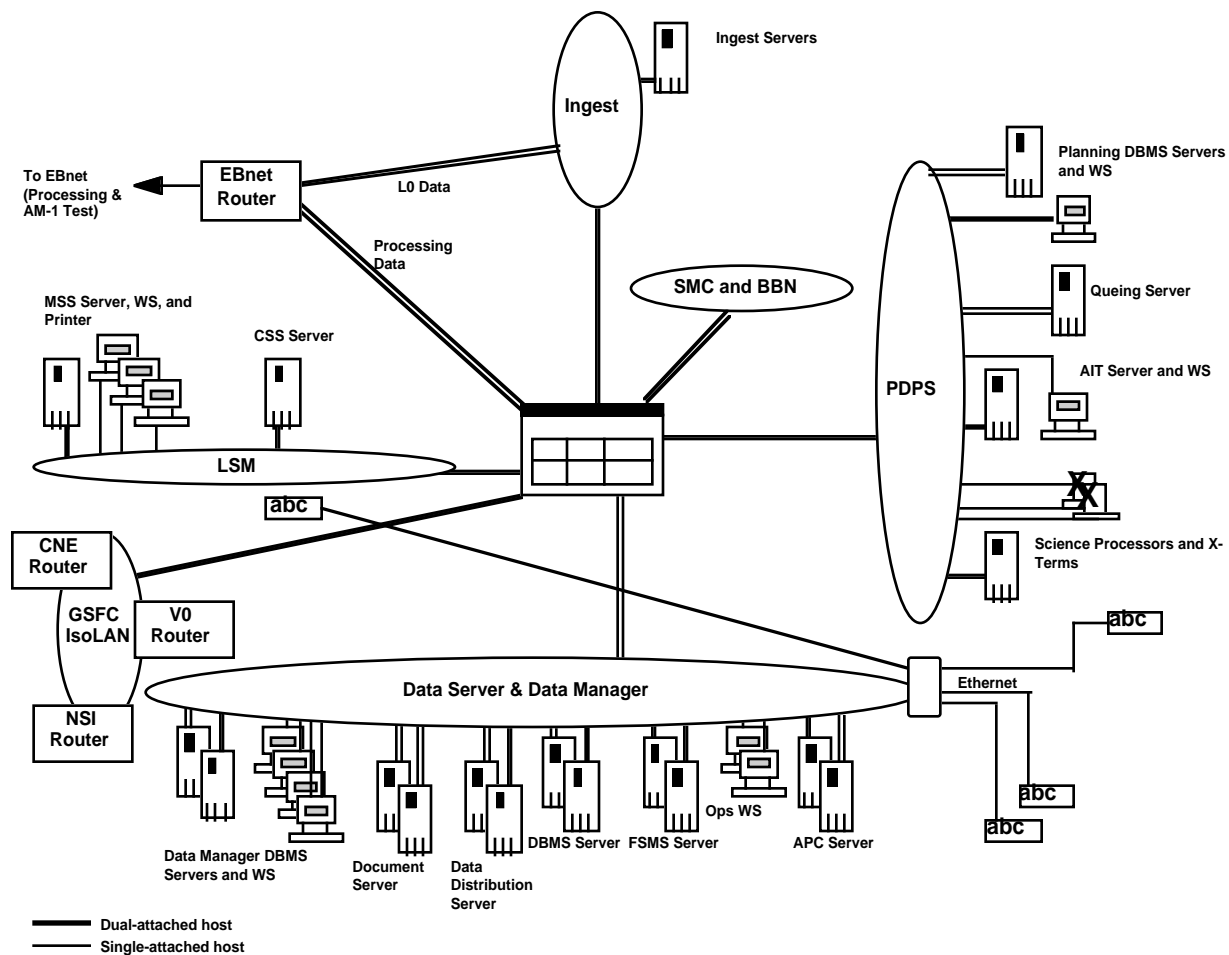 Ingest Servers
Ingest
Planning DBMS Servers
and WS
To EBnet
(Processing &
AM-1 Test)
EBnet
Router
L0 Data
Processing
Data
SMC and BBN
Queing Server
MSS Server, WS, and
Printer
CSS Server
AIT Server and WS
PDPS
LSM
abc
X
X
CNE
Router
Science Processors and X-
Terms
GSFC
IsoLAN
V0
Router
abc
Data Server & Data Manager
Ethernet
NSI
Router
abc
abc
Ops WS
DBMS Server
FSMS Server
APC Server
Data Manager DBMS
Servers and WS
Document
Server
Data
Distribution
Server
Dual-attached host
Single-attached host